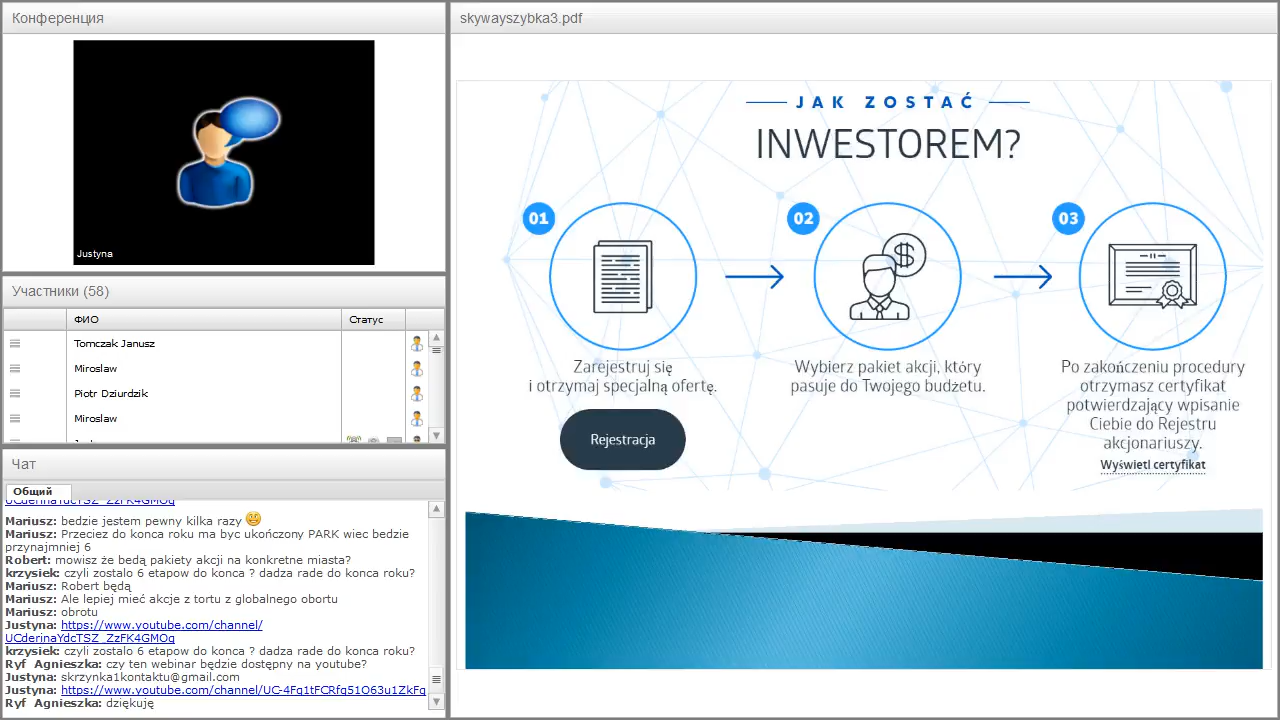 Конференция
Justyna
Участники (58)
ФИО
Статус
Tomczak Janusz
Miroslaw
Piotr Dziurdzik
Miroslaw
Чат
Общий
Mariusz: bedzie jestem pewny kilka razy
Mariusz: Przecież do konca roku ma byc ukończony PARK wiec bedzie
przynajmniej 6
Robert: mowisz że bedą pakiety akcji na konkretne miasta?
krzysiek: czyli zostalo 6 etapow do konca ? dadza rade do konca roku?
Mariusz: Robert będą
Mariusz: Ale lepiej mieć akcje z tortu z globalnego obortu
Mariusz: obrotu
Justyna: https://www.youtube.com/channel/
UCderinaYdcTSZ_ZzFK4GMOg
krzysiek: czyli zostalo 6 etapow do konca ? dadza rade do konca roku?
Ryf Agnieszka: czy ten webinar będzie dostępny na youtube?
Justyna: skrzynka1kontaktu@gmail.com
Justyna: https://www.youtube.com/channel/UC-4Fg1tFCRfg51O63u1ZkFg
Ryf Agnieszka: dziękuję
skywayszybka3.pdf
JAK ZOSTAĆ
INWESTOREM?
01
02
03
Zarejestruj się
i otrzymaj specjalną ofertę.
Rejestracja
Wybierz pakiet akcji, który
pasuje do Twojego budżetu.
Po zakończeniu procedury
otrzymasz certyfikat
potwierdzający wpisanie
Ciebie do Rejestru
akcjonariuszy.
Wyświetl certyfikat